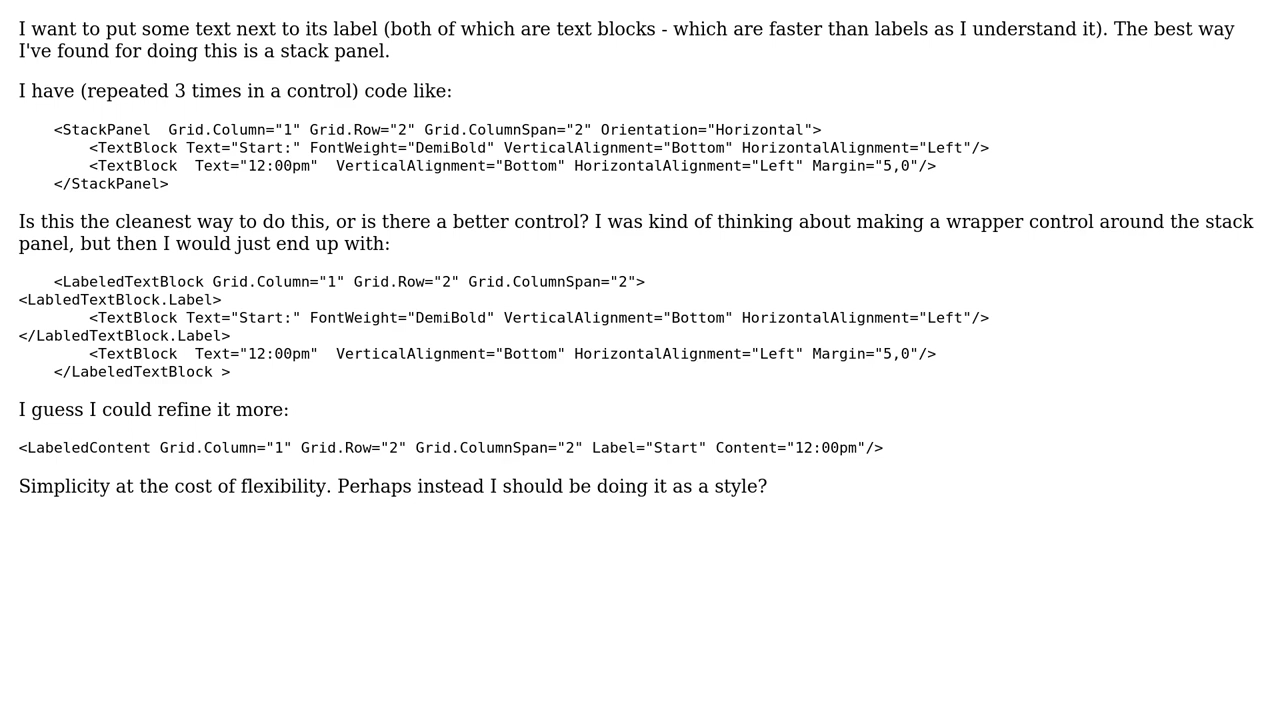 I want to put some text next to its label (both of which are text blocks - which are faster than labels as I understand it). The best way
I've found for doing this is a stack panel.
I have (repeated 3 times in a control) code like:
    <StackPanel  Grid.Column="1" Grid.Row="2" Grid.ColumnSpan="2" Orientation="Horizontal">
        <TextBlock Text="Start:" FontWeight="DemiBold" VerticalAlignment="Bottom" HorizontalAlignment="Left"/>
        <TextBlock  Text="12:00pm"  VerticalAlignment="Bottom" HorizontalAlignment="Left" Margin="5,0"/>
    </StackPanel>
Is this the cleanest way to do this, or is there a better control? I was kind of thinking about making a wrapper control around the stack
panel, but then I would just end up with:
    <LabeledTextBlock Grid.Column="1" Grid.Row="2" Grid.ColumnSpan="2">
<LabledTextBlock.Label>
        <TextBlock Text="Start:" FontWeight="DemiBold" VerticalAlignment="Bottom" HorizontalAlignment="Left"/>
</LabledTextBlock.Label>
        <TextBlock  Text="12:00pm"  VerticalAlignment="Bottom" HorizontalAlignment="Left" Margin="5,0"/>
    </LabeledTextBlock >
I guess I could refine it more:
<LabeledContent Grid.Column="1" Grid.Row="2" Grid.ColumnSpan="2" Label="Start" Content="12:00pm"/>
Simplicity at the cost of flexibility. Perhaps instead I should be doing it as a style?